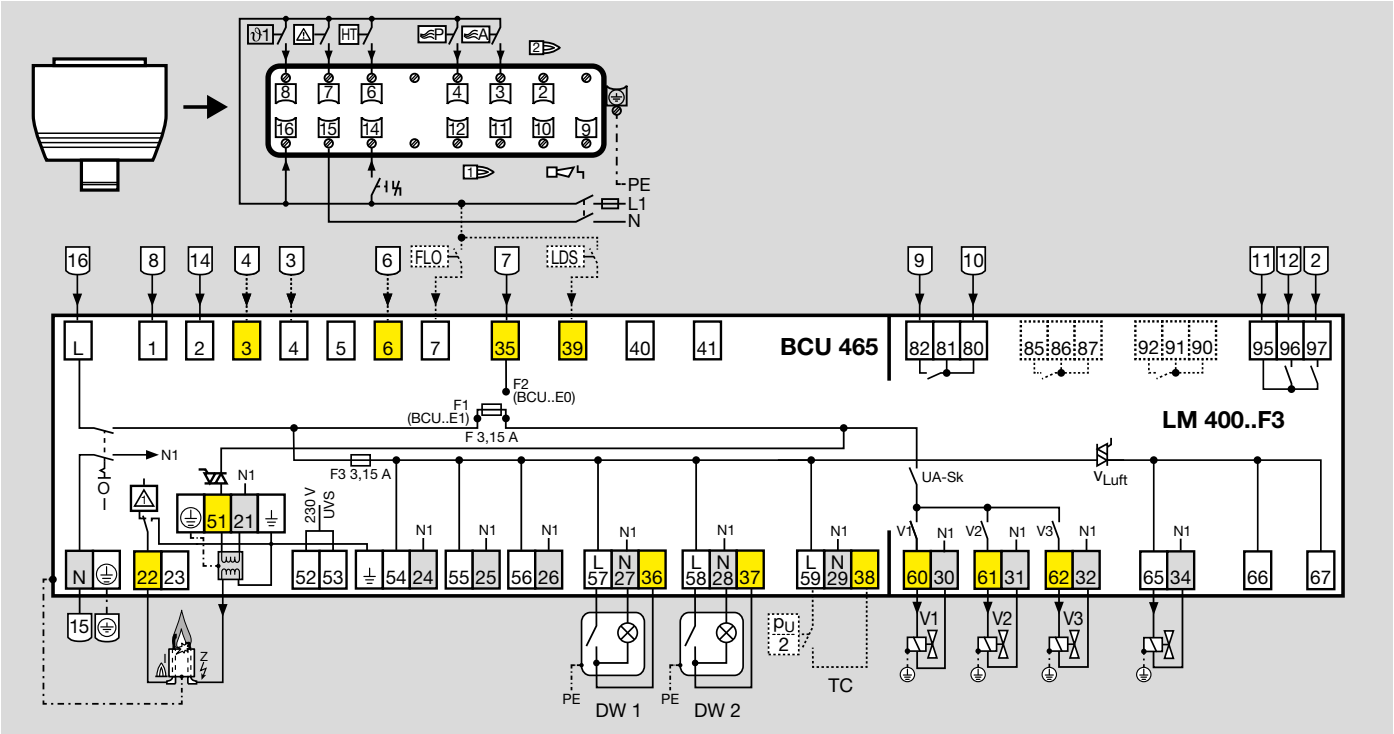 ϑ1 HT P A
2
8 7 6 4 3 2
16 15 14 12 11 10 9
1
PE
L1
N
16 8 14 4 3 6 FLO 7 LDS 9 10 11 12 2
L 1 2 3 4 5 6 7 35 39 40 41 BCU 465 82 81 80 85 86 87 92 91 90 95 96 97
F2
(BCU..E0)
F1
(BCU..E1)
F 3,15 A
LM 400..F3
N1
F3 3,15 A
UA-Sk
vLuft
N1
51 21
230 V
UVS
N1 N1 N1 N1 N1 N1 V1 N1 V2 N1 V3 N1 N1
N 22 23 52 53 54 24 55 25 56 26 L 57 N 27 36 L 58 N 28 37 L 59 N 29 38 60 30 61 31 62 32 65 34 66 67
15
V1 V2 V3
pU
2
I Z
PE PE
TC
DW 1 DW 2